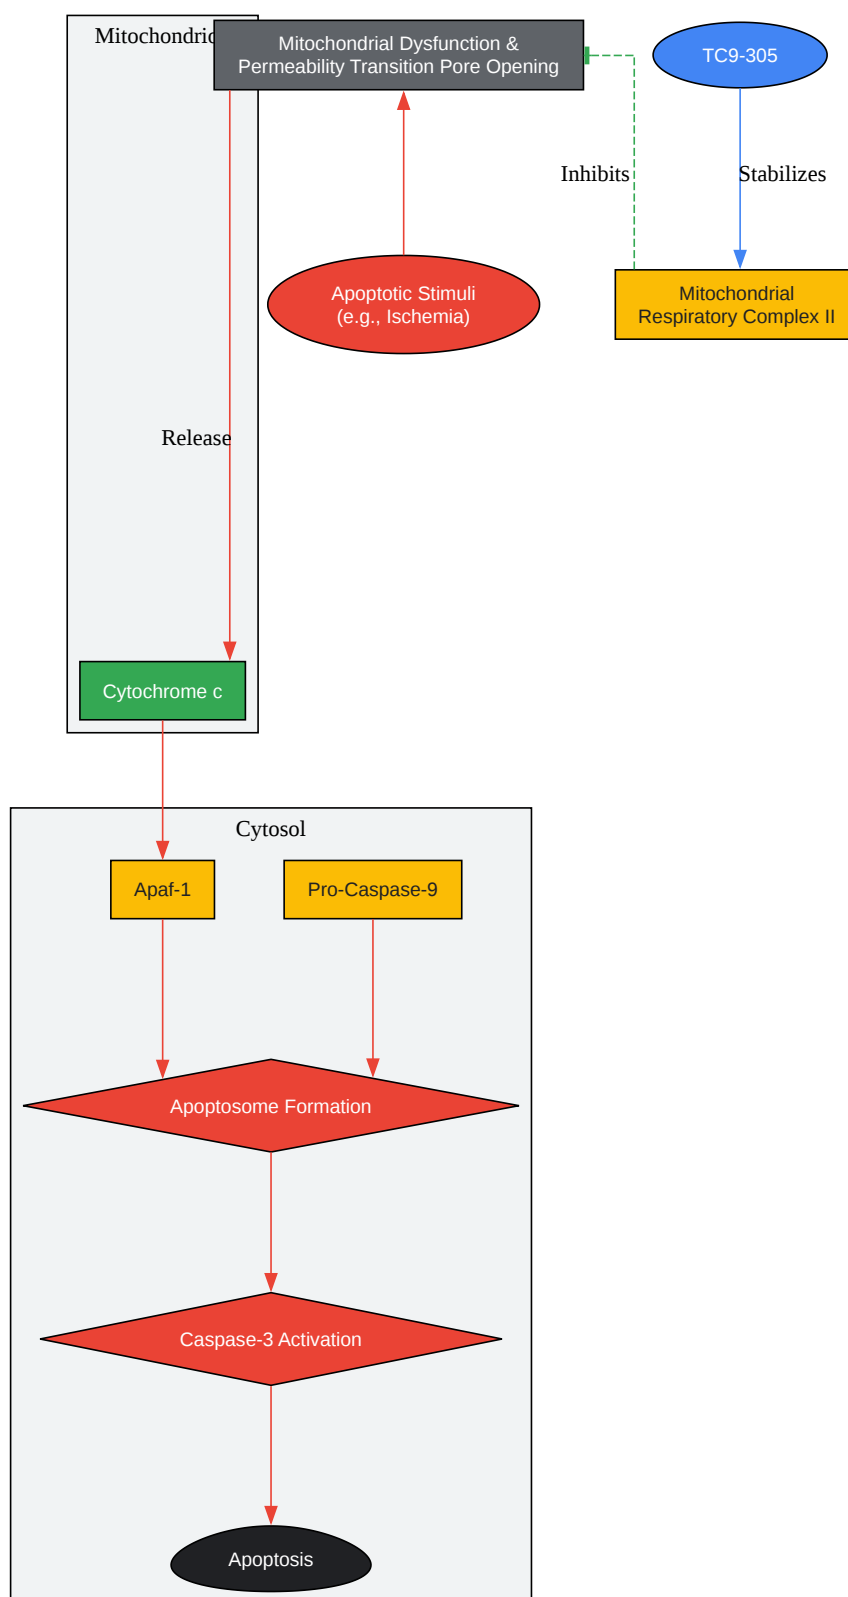 Mitochondrio
Mitochondrial Dysfunction &
Permeability Transition Pore Opening
TC9-305
Inhibits
Stabilizes
Apoptotic Stimuli
(e.g., Ischemia)
Mitochondrial
Respiratory Complex II
Release
Cytochrome c
Cytosol
Apaf-1
Pro-Caspase-9
Apoptosome Formation
Caspase-3 Activation
Apoptosis